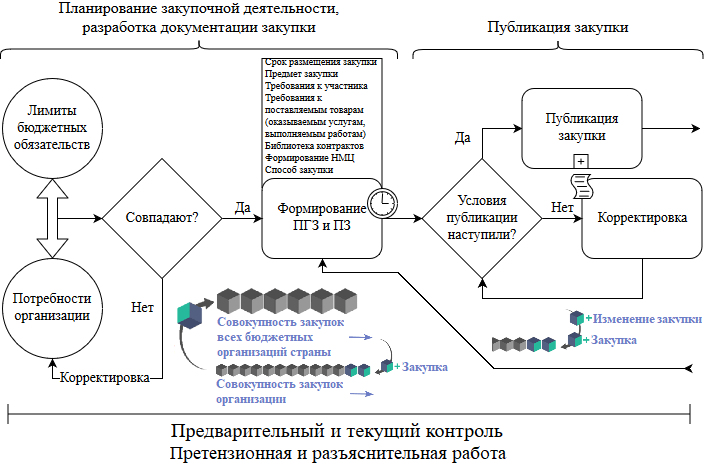 Планирование закупочной деятельности,
разработка документации закупки
Публикация закупки
Срок размещения закупки
Предмет закупки
Требования к участника
Требования к
поставляемым товарам
(оказываемым услугам,
выполняемым работам)
Библиотека контрактов
Формирование НМЦ
Способ закупки
Лимиты
бюджетных
обязательств
Совпадают?
Да
Формирование
ПГЗ и ПЗ
Условия
публикации
наступили?
Да
Публикация
закупки
+
Нет
Корректировка
Потребности
организации
Нет
Корректировка
Совокупность закупок
всех бюджетных
организаций страны
+Закупка
Совокупность закупок
организации
+Изменение закупки
+Закупка
Предварительный и текущий контроль
Претензионная и разъяснительная работа